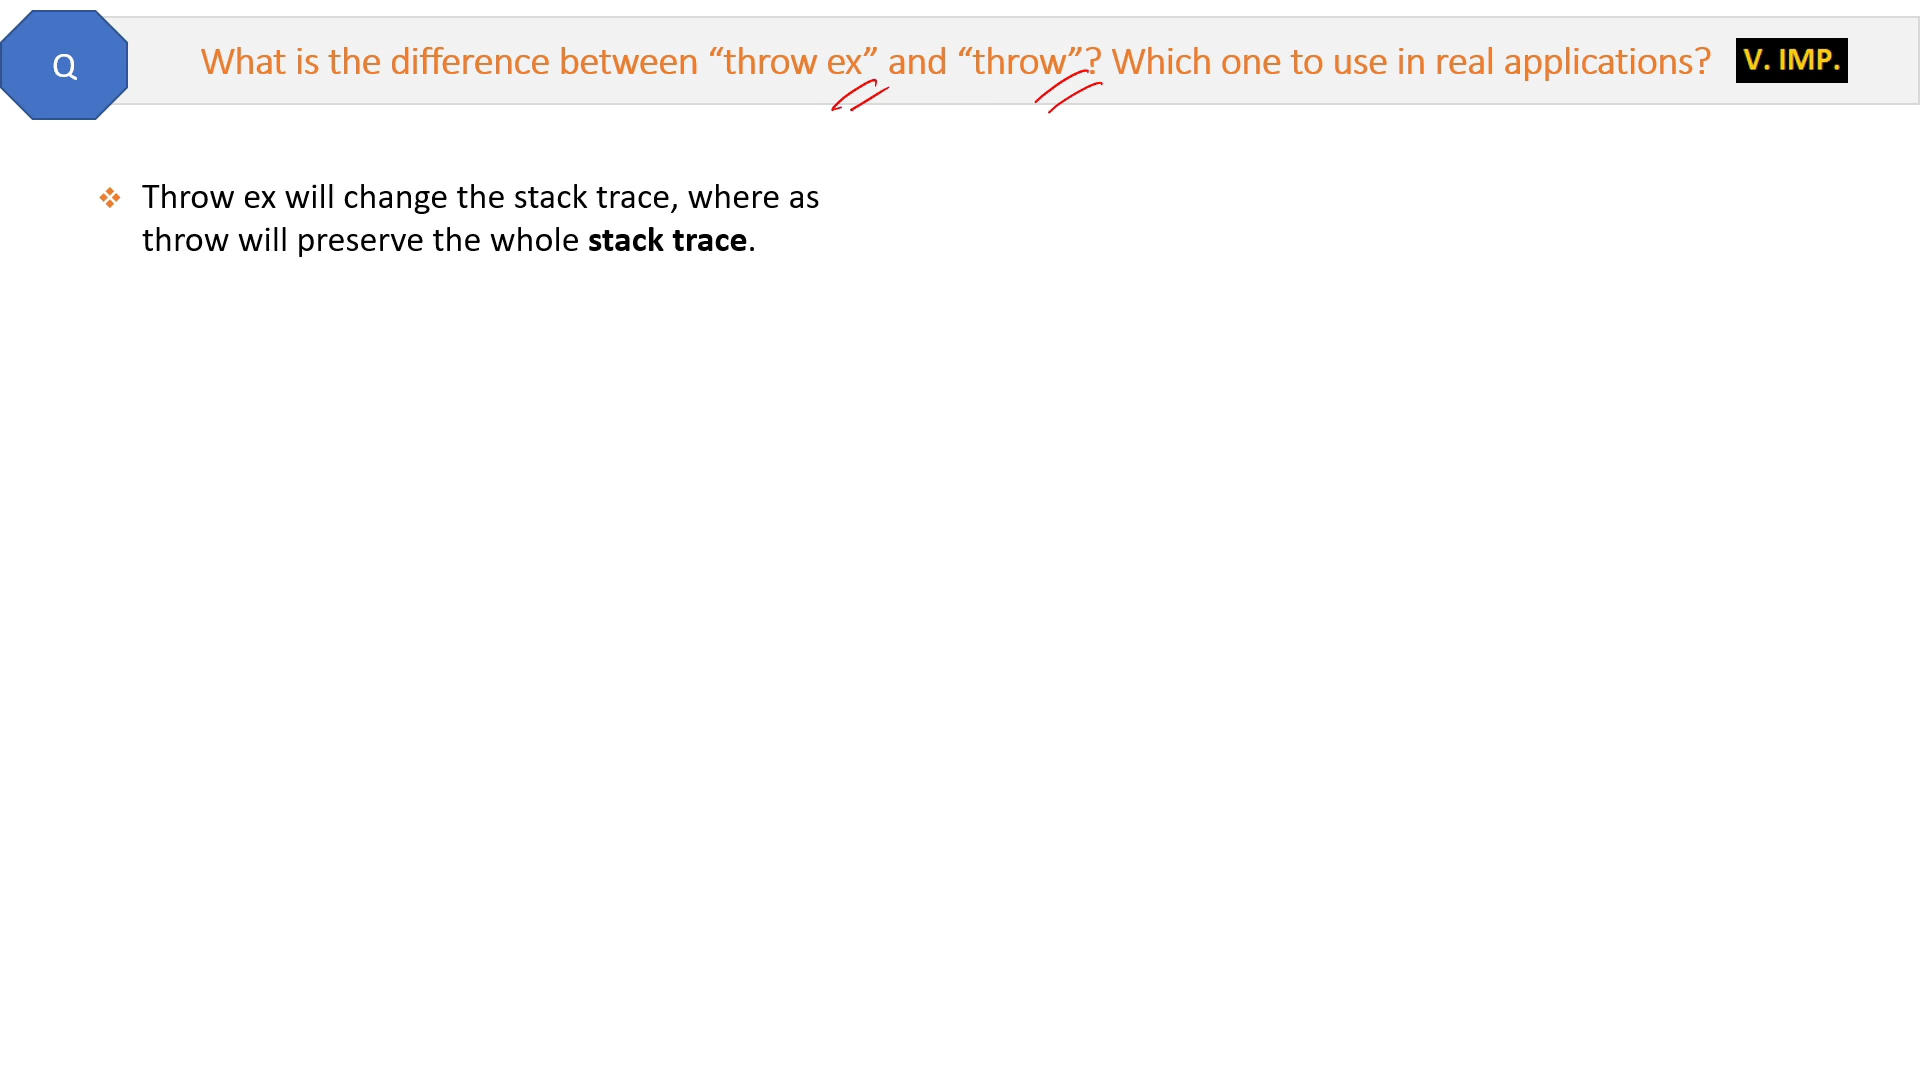 Q
What is the difference between “throw ex” and “throw”? Which one to use in real applications?
V. IMP.
Throw ex will change the stack trace, where as
throw will preserve the whole stack trace.